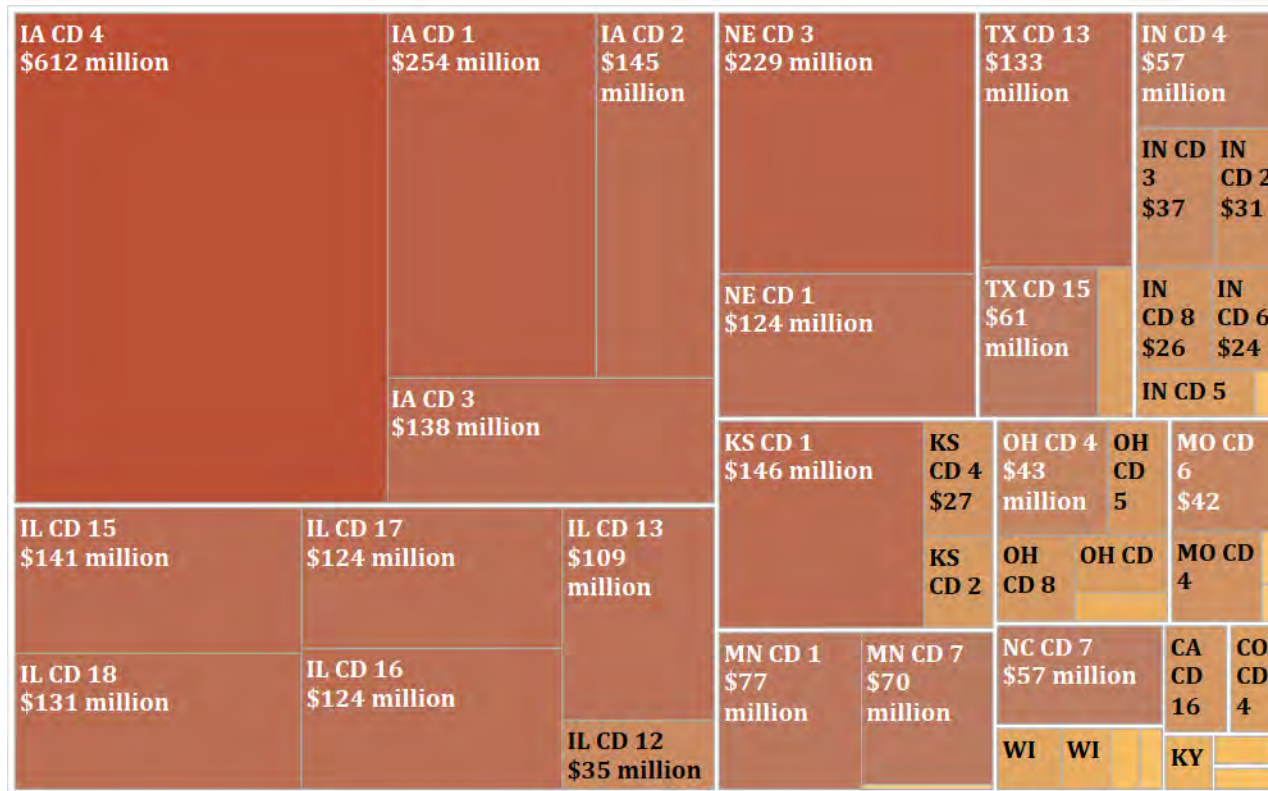 IA CD 4
$612 million
IA CD 1
$254 million
IA CD 2
$145
million
IA CD 3
$138 million
IL CD 15
$141 million
IL CD 17
$124 million
IL CD 13
$109
million
IL CD 18
$131 million
IL CD 16
$124 million
IL CD 12
$35 million
NE CD 3
$229 million
NE CD 1
$124 million
TX CD 13
$133
million
TX CD 15
$61
million
IN CD 4
$57
million
IN CD
3
$37
IN
CD 2
$31
IN
CD 8
$26
IN
CD 6
$24
IN CD 5
KS CD 1
$146 million
KS
CD 4
$27
KS
CD 2
OH CD 4
$43
million
OH
CD
5
OH
CD 8
OH CD
MO CD
6
$42
MO CD
4
MN CD 1
$77
million
MN CD 7
$70
million
NC CD 7
$57 million
CA
CD
16
CO
CD
4
WI
WI
KY